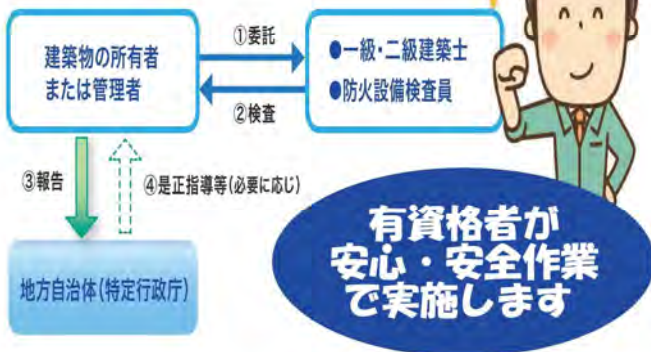 建築物の所有者
または管理者
①委託
②検査
●一級・二級建築士
●防火設備検査員
③報告
④是正指導等(必要に応じ)
地方自治体(特定行政庁)
有資格者が
安心・安全作業
で実施します